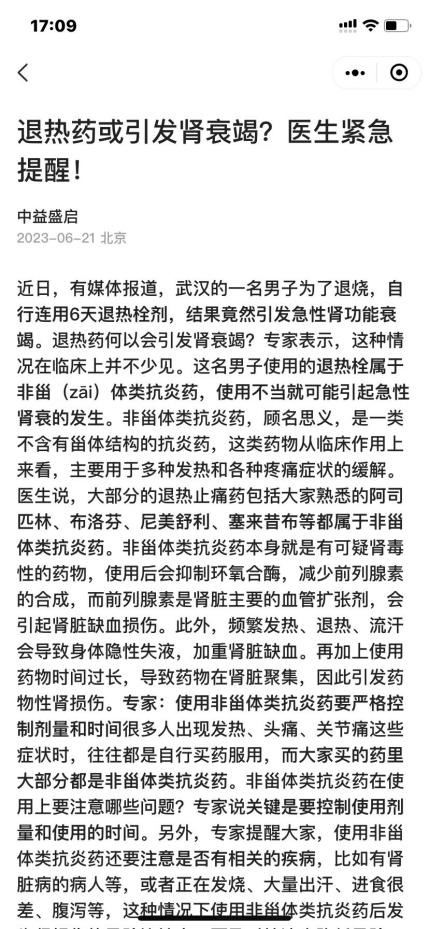 17:09
退热药或引发肾衰竭？医生紧急
提醒！
中益盛启
2023-06-21 北京
近日，有媒体报道，武汉的一名男子为了退烧，自
行连用6天退热栓剂，结果竟然引发急性肾功能衰
竭。退热药何以会引发肾衰竭？专家表示，这种情
况在临床上并不少见。这名男子使用的退热栓属于
非甾（zāi）体类抗炎药，使用不当就可能引起急性
肾衰的发生。非甾体类抗炎药，顾名思义，是一类
不含有甾体结构的抗炎药，这类药物从临床作用上
来看，主要用于多种发热和各种疼痛症状的缓解。
医生说，大部分的退热止痛药包括大家熟悉的阿司
匹林、布洛芬、尼美舒利、塞来昔布等都属于非甾
体类抗炎药。非甾体类抗炎药本身就是有可疑肾毒
性的药物，使用后会抑制环氧合酶，减少前列腺素
的合成，而前列腺素是肾脏主要的血管扩张剂，会
引起肾脏缺血损伤。此外，频繁发热、退热、流汗
会导致身体隐性失液，加重肾脏缺血。再加上使用
药物时间过长，导致药物在肾脏聚集，因此引发药
物性肾损伤。专家：使用非甾体类抗炎药要严格控
制剂量和时间很多人出现发热、头痛、关节痛这些
症状时，往往都是自行买药服用，而大家买的药里
大部分都是非甾体类抗炎药。非甾体类抗炎药在使
用上要注意哪些问题？专家说关键是要控制使用剂
量和使用的时间。另外，专家提醒大家，使用非甾
体类抗炎药还要注意是否有相关的疾病，比如有肾
脏病的病人等，或者正在发烧、大量出汗、进食很
差、腹泻等，这种情况下使用非甾体类抗炎药后发